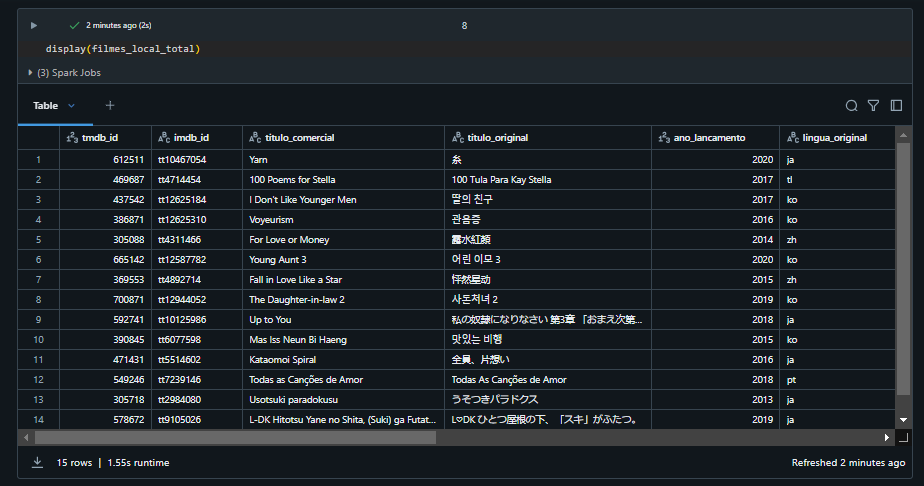 2 minutes ago (2s)
8
display(filmes_local_total)
(3) Spark Jobs
Table
tmdb_id imdb_id titulo_comercial titulo_original ano_lancamento lingua_original
1 612511 tt10467054 Yarn 糸 2020 ja
2 469687 tt4714454 100 Poems for Stella 100 Tula Para Kay Stella 2017 tl
3 437542 tt12625184 I Don't Like Younger Men 딸의 친구 2017 ko
4 386871 tt12625310 Voyeurism 관음증 2016 ko
5 305088 tt4311466 For Love or Money 露水紅顏 2014 zh
6 665142 tt12587782 Young Aunt 3 어린 이모 3 2020 ko
7 369553 tt4892714 Fall in Love Like a Star 怦然星动 2015 zh
8 700871 tt12944052 The Daughter-in-law 2 사돈처녀 2 2019 ko
9 592741 tt10125986 Up to You 私の奴隷になりなさい 第3章 「おまえ次第... 2018 ja
10 390845 tt6077598 Mas Iss Neun Bi Haeng 맛있는 비행 2015 ko
11 471431 tt5514602 Kataomoi Spiral 全員、片想い 2016 ja
12 549246 tt7239146 Todas as Canções de Amor Todas As Canções de Amor 2018 pt
13 305718 tt2984080 Usotsuki paradokusu うそつきパラドクス 2013 ja
14 578672 tt9105026 L-DK Hitotsu Yane no Shita, (Suki) ga Futat... L♡DK ひとつ屋根の下、「スキ」がふたつ。 2019 ja
15 rows | 1.55s runtime
Refreshed 2 minutes ago